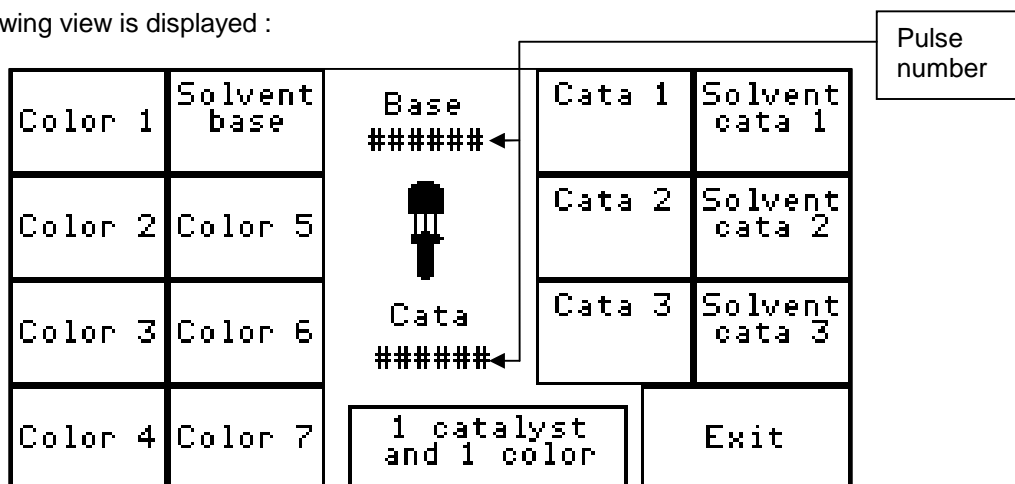 wing view is displayed :
Pulse
number
Color 1
Solvent
base
Base
######
Cata 1
Solvent
cata 1
Color 2
Color 5
Cata 2
Solvent
cata 2
Color 3
Color 6
Cata
######
Cata 3
Solvent
cata 3
Color 4
Color 7
1 catalyst
and 1 color
Exit